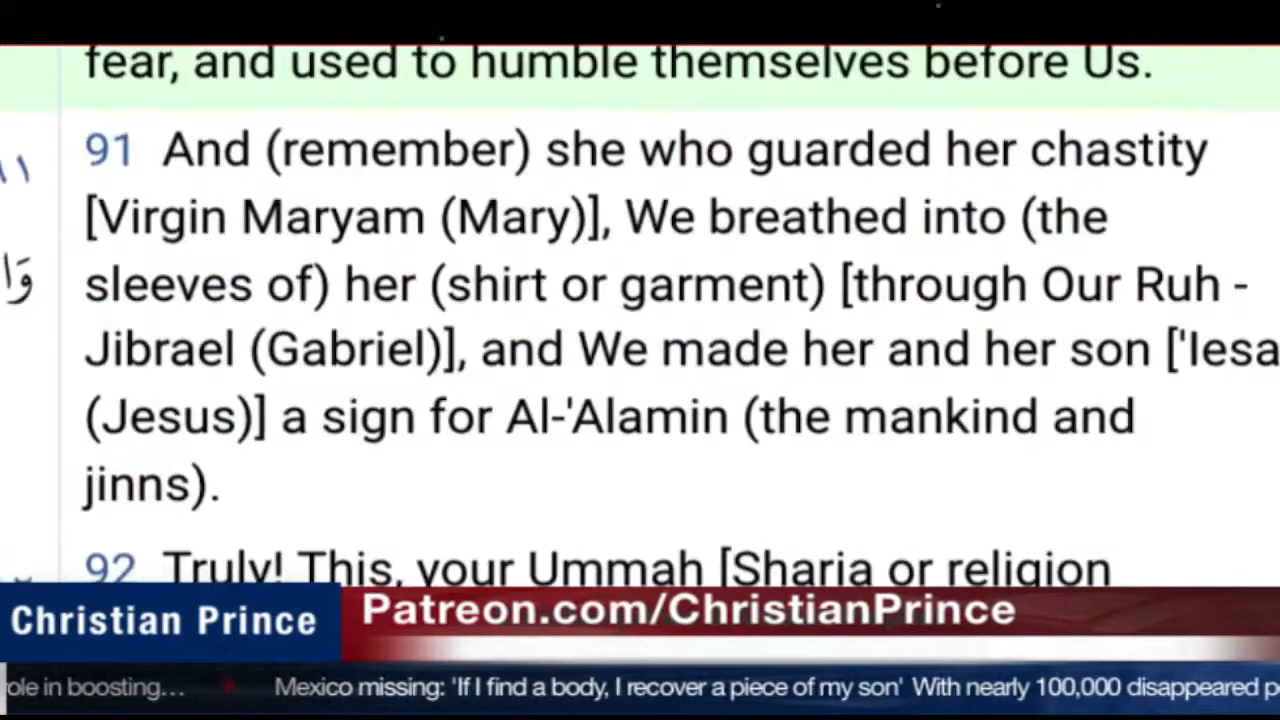 fear, and used to humble themselves before Us.
91 And (remember) she who guarded her chastity
[Virgin Maryam (Mary)], We breathed into (the
sleeves of) her (shirt or garment) [through Our Ruh -
Jibrael (Gabriel)], and We made her and her son ['Iesa
(Jesus)] a sign for Al-'Alamin (the mankind and
jinns).
92 Truly! This, your Ummah [Sharia or religion
Christian Prince
Patreon.com/ChristianPrince
in boosting... Mexico missing: 'If I find a body, I recover a piece of my son' With nearly 100,000 disappeared